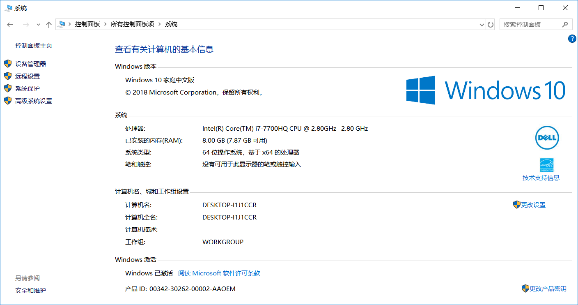 系统
控制面板 > 所有控制面板项 > 系统
搜索控制面板
控制面板主页
设备管理器
远程设置
系统保护
高级系统设置
查看有关计算机的基本信息
Windows 版本
Windows 10 家庭中文版
© 2018 Microsoft Corporation。保留所有权利。
Windows 10
系统
处理器: Intel(R) Core(TM) i7-7700HQ CPU @ 2.80GHz 2.80 GHz
已安装的内存(RAM): 8.00 GB (7.87 GB 可用)
系统类型: 64 位操作系统，基于 x64 的处理器
笔和触控: 没有可用于此显示器的笔或触控输入
DELL
技术支持信息
计算机名、域和工作组设置
计算机名: DESKTOP-I1J1CCR
更改设置
计算机全名: DESKTOP-I1J1CCR
计算机描述:
工作组: WORKGROUP
Windows 激活
Windows 已激活 阅读 Microsoft 软件许可条款
产品 ID: 00342-30262-00002-AAOEM
更改产品密钥
另请参阅
安全和维护